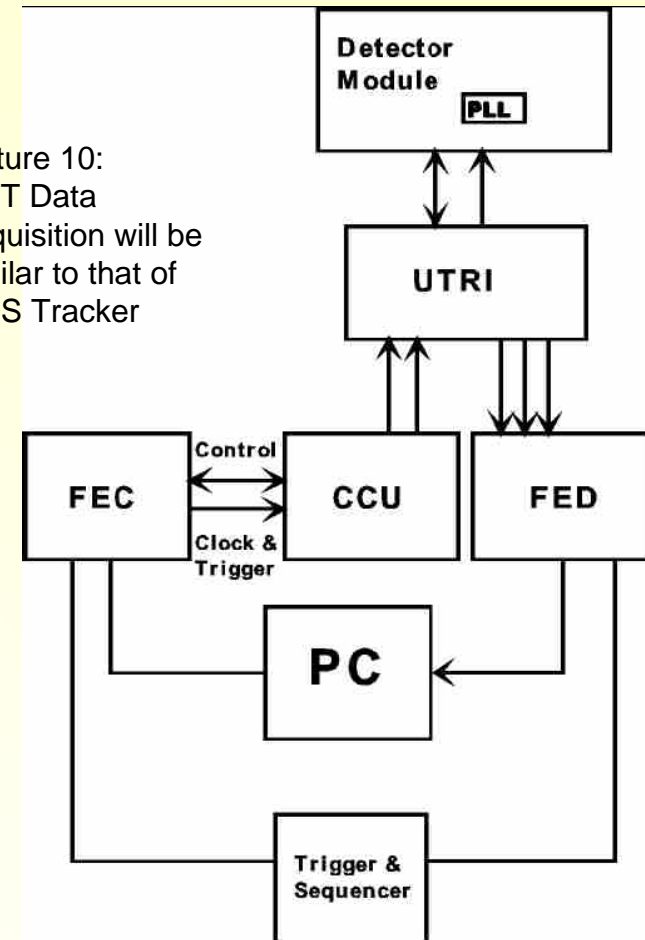 Detector
Module
PLL
ture 10:
T Data
quisition will be
ilar to that of
S Tracker
UTRI
Control
FEC
CCU
FED
Clock &
Trigger
PC
Trigger &
Sequencer